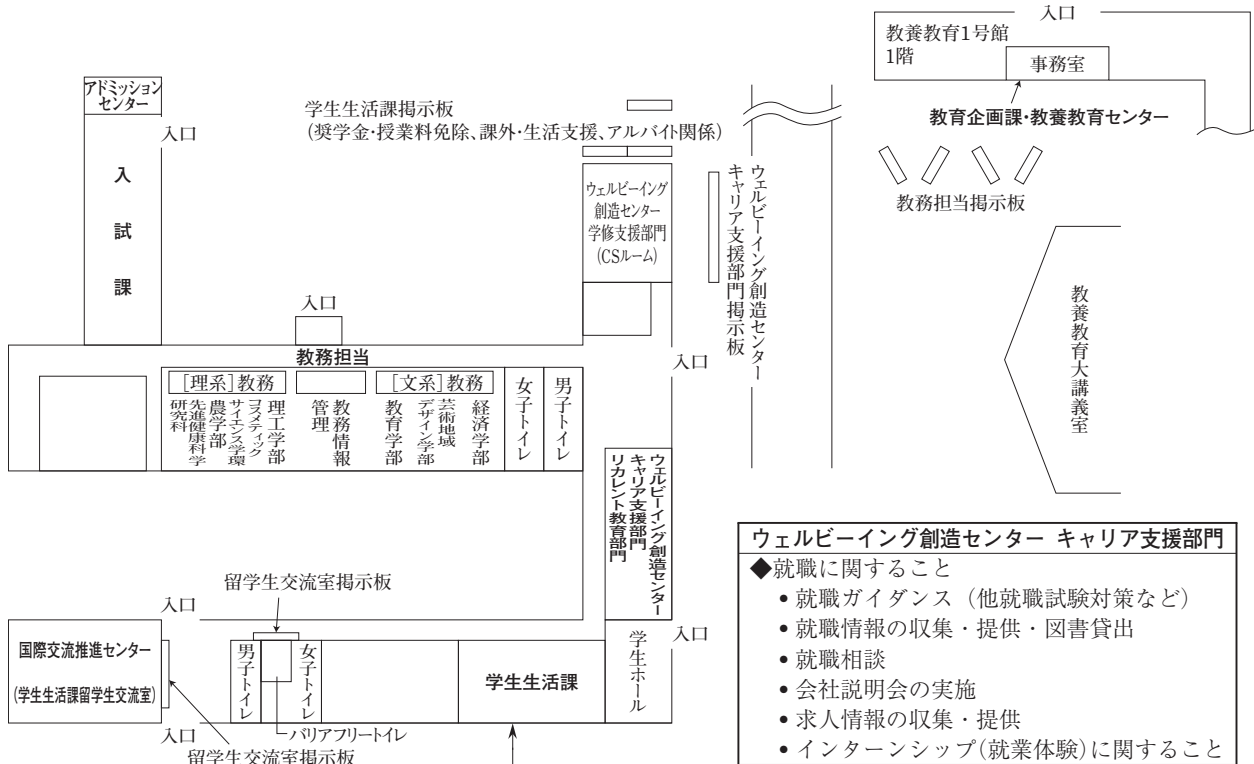 入口
教養教育1号館
1階
事務室
教育企画課・教養教育センター
教務担当掲示板
アドミッション
センター
入口
入試課
学生生活課掲示板
(奨学金・授業料免除、課外・生活支援、アルバイト関係)
ウェルビーイング
創造センター
学修支援部門
(CSルーム)
ウェルビーイング創造センター
キャリア支援部門掲示板
教養教育大講義室
入口
入口
教務担当
[理系]教務
理工学部
コスメティック
サイエンス学環
農学部
先進健康科学
研究科
教務情報
管理
[文系]教務
経済学部
芸術地域
デザイン学部
教育学部
女子トイレ
男子トイレ
ウェルビーイング創造センター
キャリア支援部門
リカレント教育部門
留学生交流室掲示板
入口
国際交流推進センター
(学生生活課留学生交流室)
男子トイレ
女子トイレ
学生生活課
学生ホール
入口
バリアフリートイレ
入口
留学生交流室掲示板
ウェルビーイング創造センター キャリア支援部門
◆就職に関すること
•就職ガイダンス（他就職試験対策など）
•就職情報の収集・提供・図書貸出
•就職相談
•会社説明会の実施
•求人情報の収集・提供
•インターンシップ(就業体験)に関すること